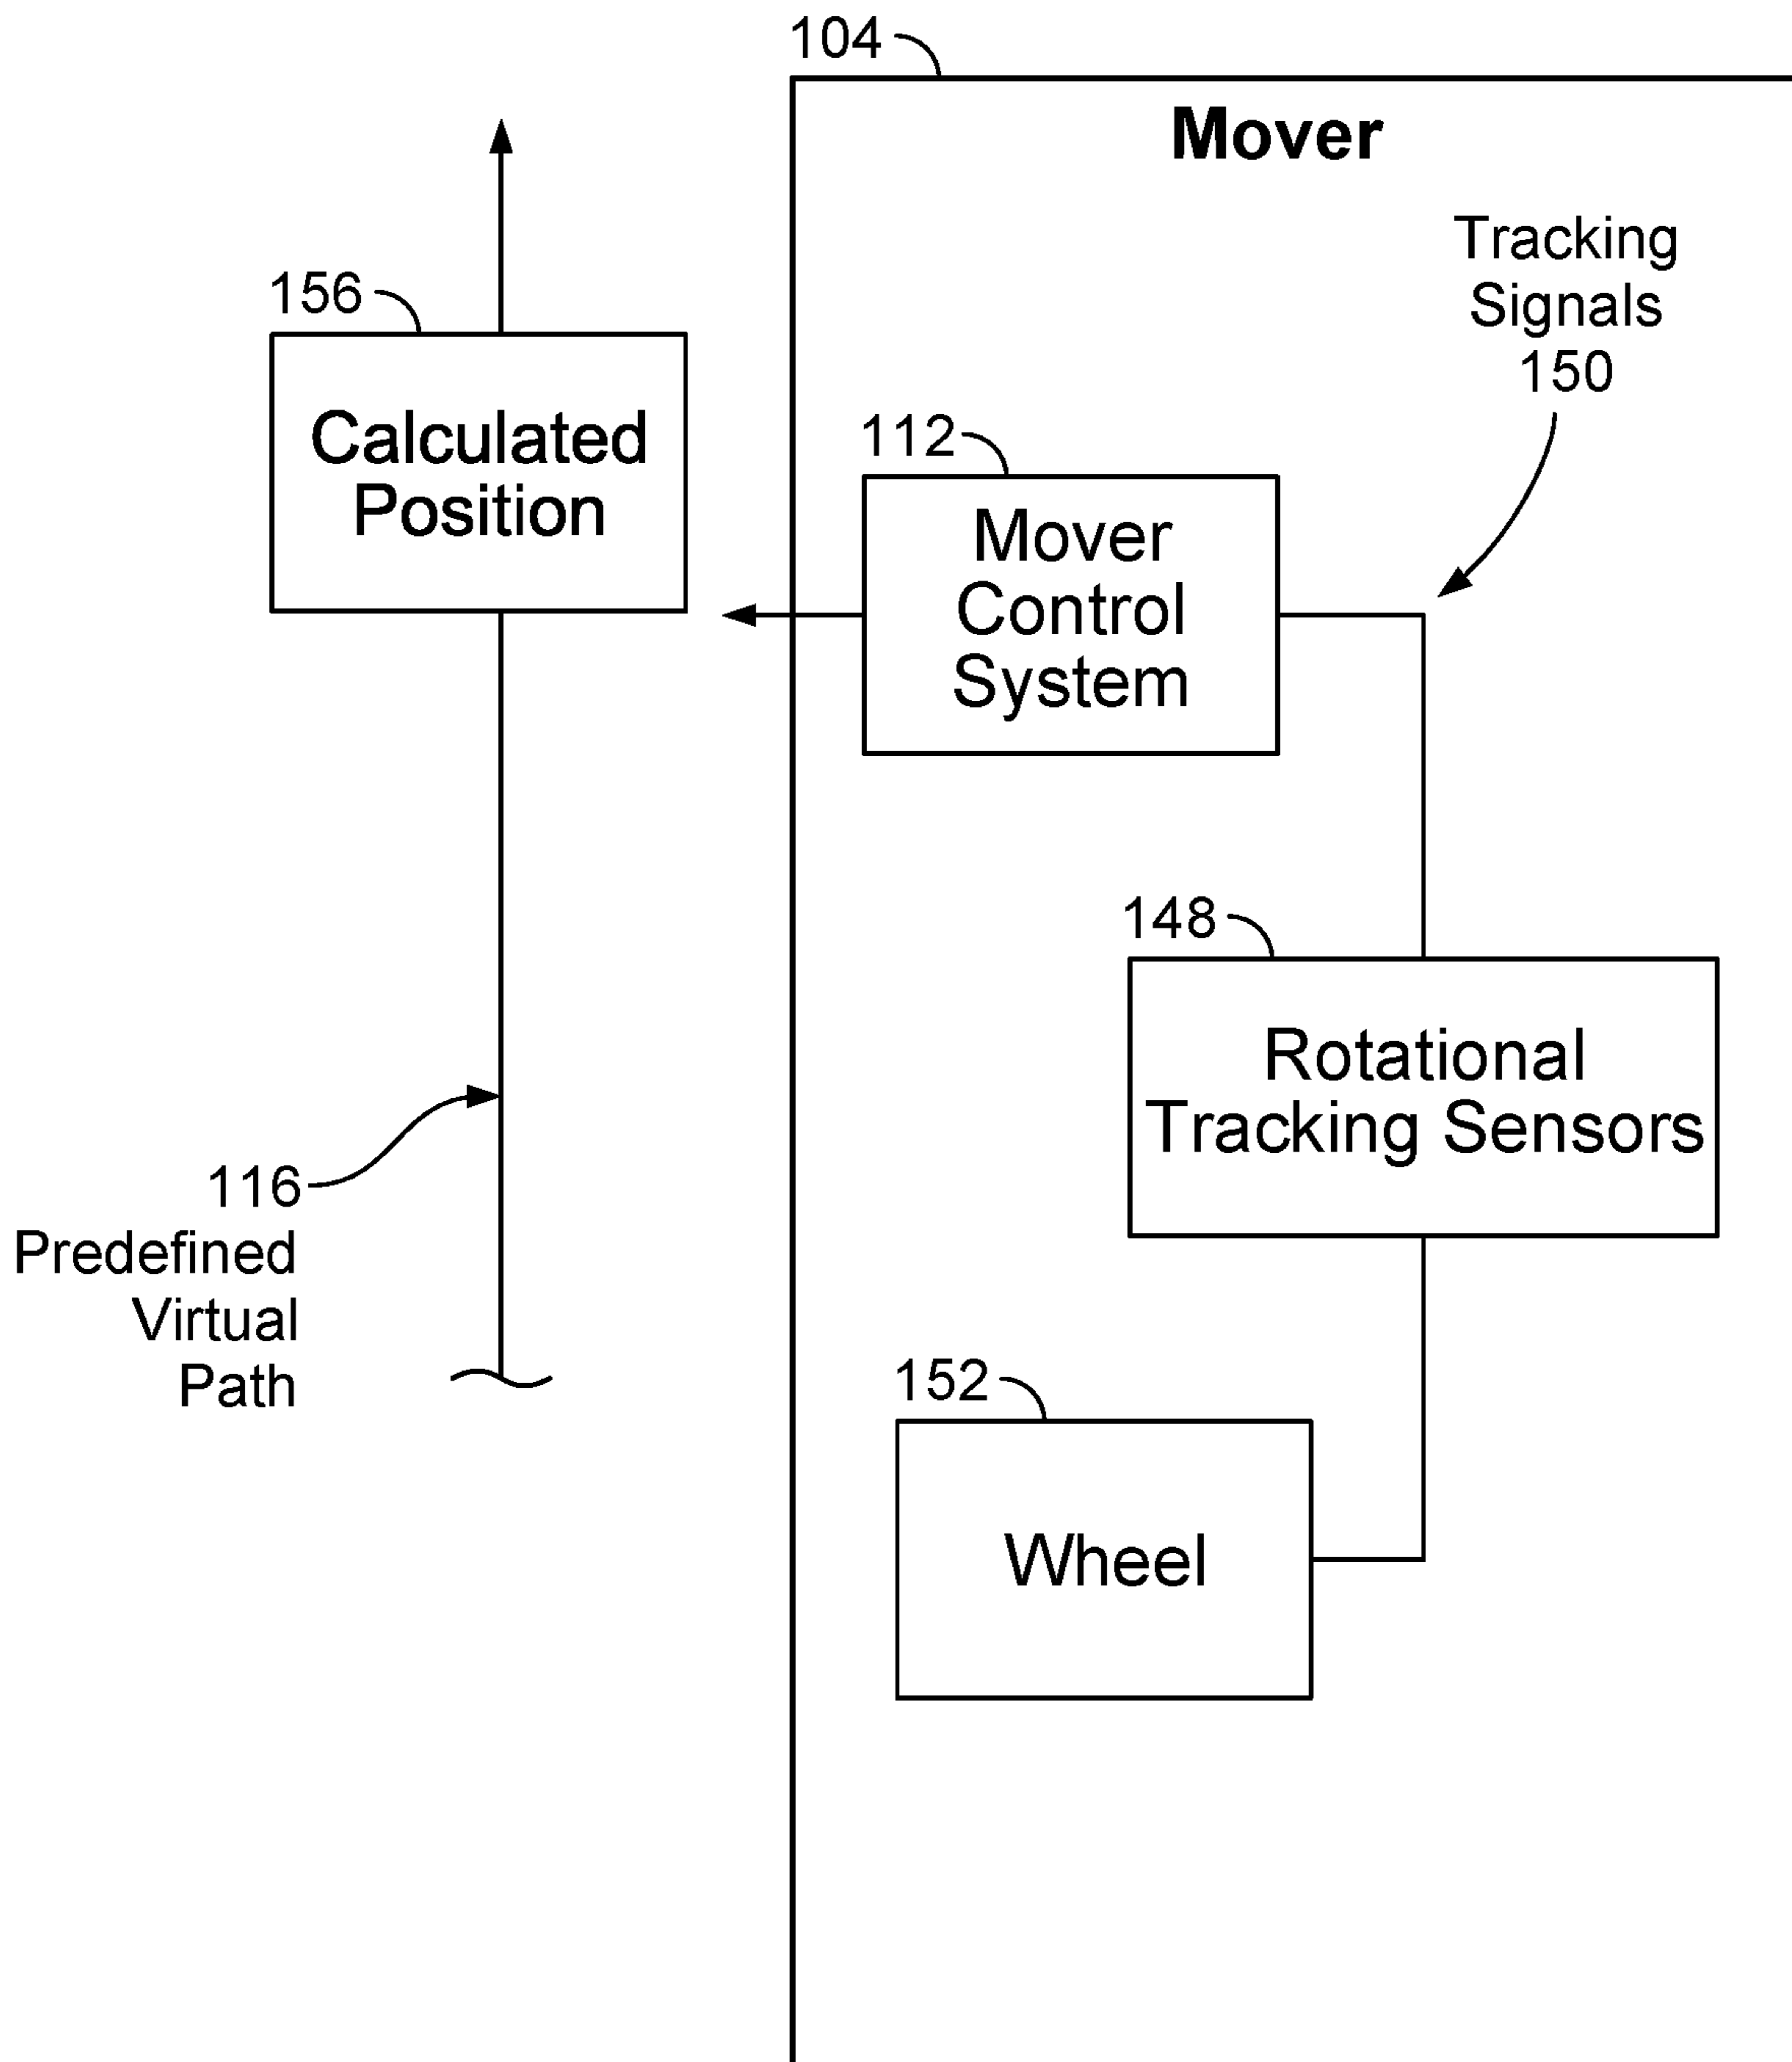 104
Mover
Tracking
Signals
150
156
Calculated
Position
112
Mover
Control
System
148
Rotational
Tracking Sensors
116
Predefined
Virtual
Path
152
Wheel